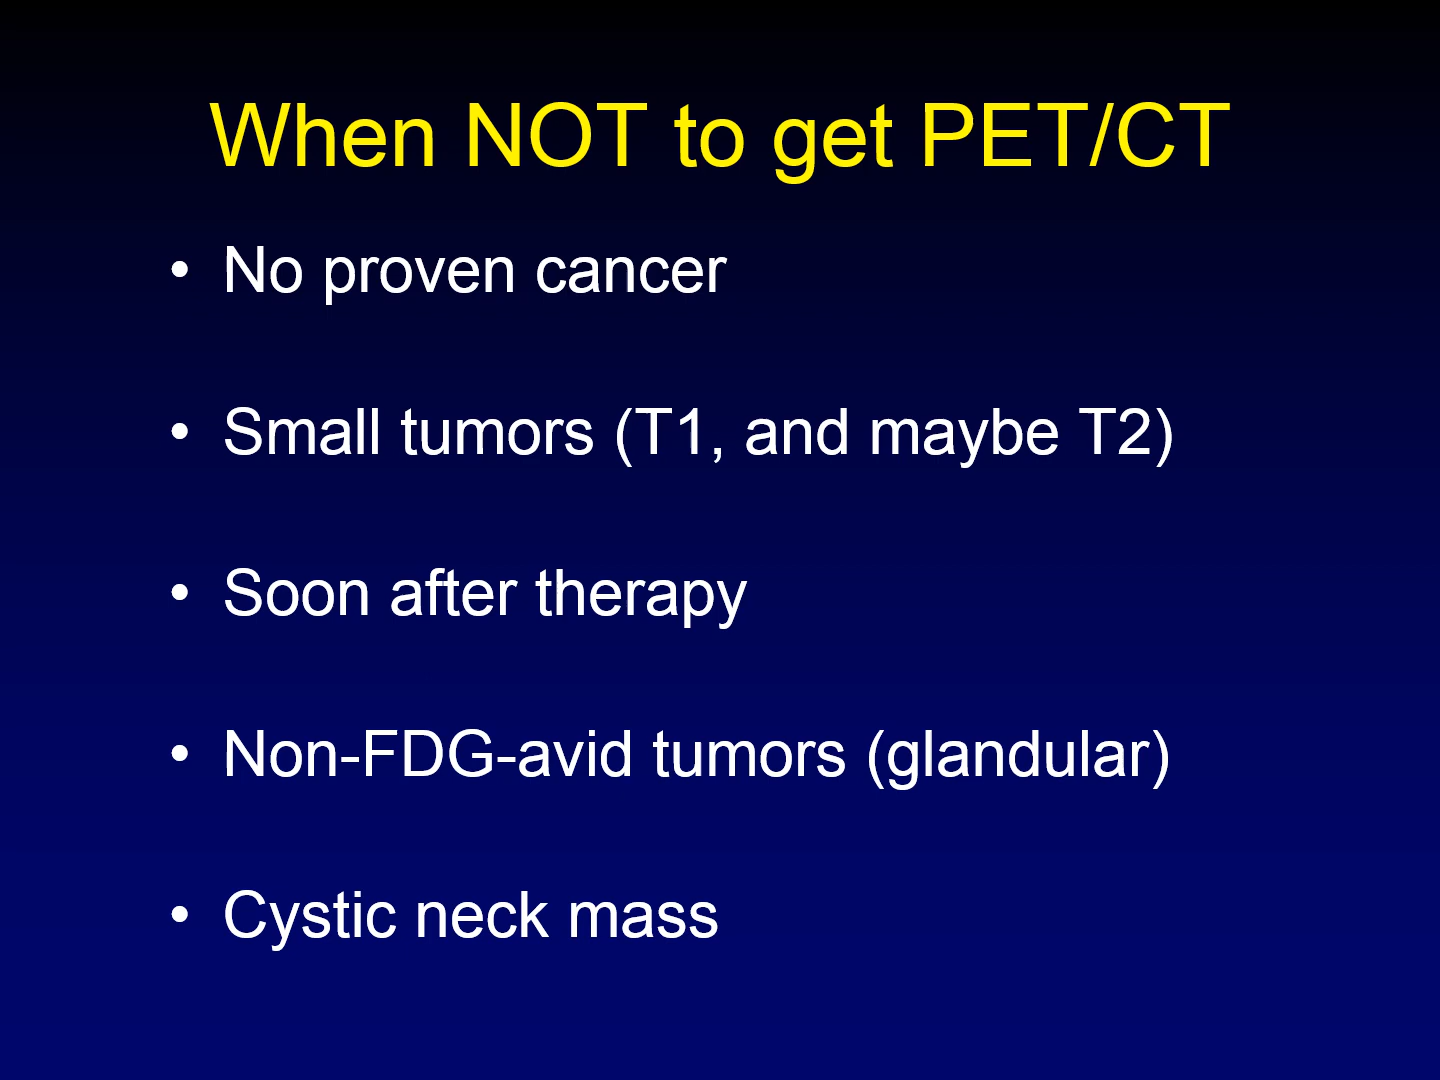 When NOT to get PET/CT
• No proven cancer
• Small tumors (T1, and maybe T2)
• Soon after therapy
• Non-FDG-avid tumors (glandular)
• Cystic neck mass